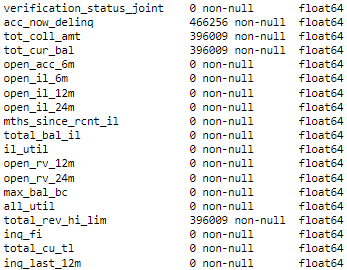 verification_status_joint 0 non-null float64
acc_now_delinq 466256 non-null float64
tot_coll_amt 396009 non-null float64
tot_cur_bal 396009 non-null float64
open_acc_6m 0 non-null float64
open_il_6m 0 non-null float64
open_il_12m 0 non-null float64
open_il_24m 0 non-null float64
mths_since_rcnt_il 0 non-null float64
total_bal_il 0 non-null float64
il_util 0 non-null float64
open_rv_12m 0 non-null float64
open_rv_24m 0 non-null float64
max_bal_bc 0 non-null float64
all_util 0 non-null float64
total_rev_hi_lim 396009 non-null float64
inq_fi 0 non-null float64
total_cu_tl 0 non-null float64
inq_last_12m 0 non-null float64